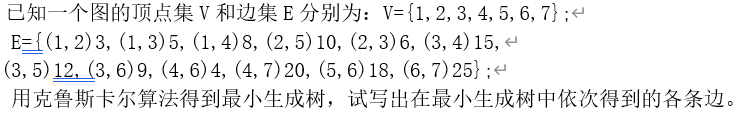 已知一个图的顶点集 V 和边集 E 分别为：V={1,2,3,4,5,6,7};↵
E={(1,2)3,(1,3)5,(1,4)8,(2,5)10,(2,3)6,(3,4)15,↵
(3,5)12,(3,6)9,(4,6)4,(4,7)20,(5,6)18,(6,7)25};↵
用克鲁斯卡尔算法得到最小生成树，试写出在最小生成树中依次得到的各条边。